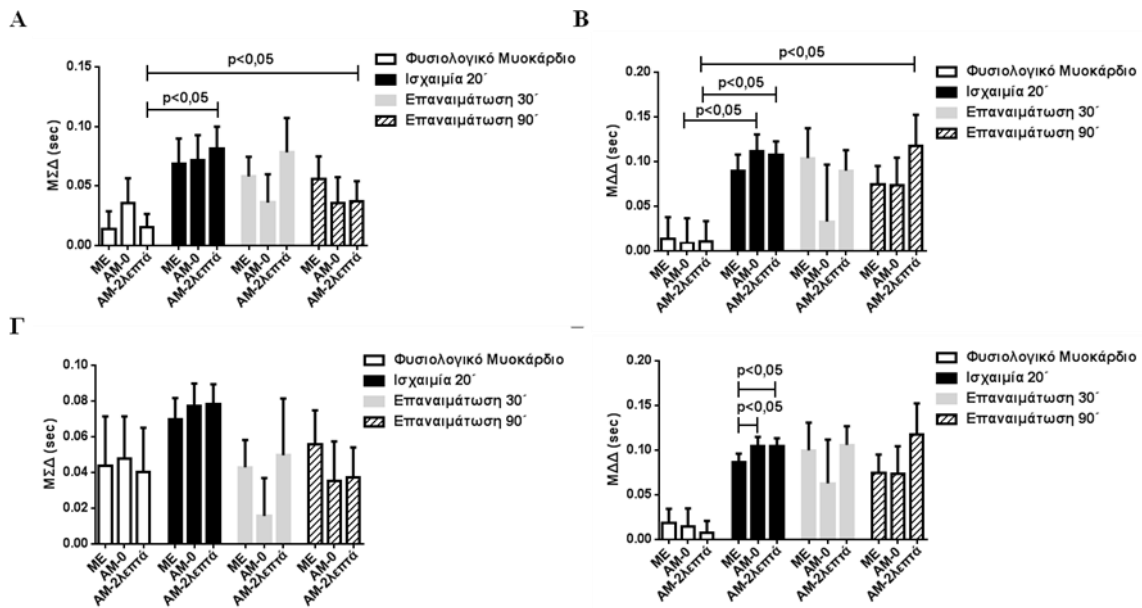 Α
Β
p<0,05
p<0,05
Φυσιολογικό Μυοκάρδιο
Ισχαιμία 20΄
Επαναιμάτωση 30΄
Επαναιμάτωση 90΄
ΜΣΔ (sec)
0.15
0.10
0.05
0.00
ΜΕ
ΑΜ-0
ΑΜ-2λεπτά
ΜΕ
ΑΜ-0
ΑΜ-2λεπτά
ΜΕ
ΑΜ-0
ΑΜ-2λεπτά
ΜΕ
ΑΜ-0
ΑΜ-2λεπτά
p<0,05
p<0,05
p<0,05
Φυσιολογικό Μυοκάρδιο
Ισχαιμία 20΄
Επαναιμάτωση 30΄
Επαναιμάτωση 90΄
ΜΔΔ (sec)
0.20
0.15
0.10
0.05
0.00
ΜΕ
ΑΜ-0
ΑΜ-2λεπτά
ΜΕ
ΑΜ-0
ΑΜ-2λεπτά
ΜΕ
ΑΜ-0
ΑΜ-2λεπτά
ΜΕ
ΑΜ-0
ΑΜ-2λεπτά
Γ
Φυσιολογικό Μυοκάρδιο
Ισχαιμία 20΄
Επαναιμάτωση 30΄
Επαναιμάτωση 90΄
ΜΣΔ (sec)
0.10
0.08
0.06
0.04
0.02
0.00
ΜΕ
ΑΜ-0
ΑΜ-2λεπτά
ΜΕ
ΑΜ-0
ΑΜ-2λεπτά
ΜΕ
ΑΜ-0
ΑΜ-2λεπτά
ΜΕ
ΑΜ-0
ΑΜ-2λεπτά
p<0,05
p<0,05
Φυσιολογικό Μυοκάρδιο
Ισχαιμία 20΄
Επαναιμάτωση 30΄
Επαναιμάτωση 90΄
ΜΔΔ (sec)
0.20
0.15
0.10
0.05
0.00
ΜΕ
ΑΜ-0
ΑΜ-2λεπτά
ΜΕ
ΑΜ-0
ΑΜ-2λεπτά
ΜΕ
ΑΜ-0
ΑΜ-2λεπτά
ΜΕ
ΑΜ-0
ΑΜ-2λεπτά